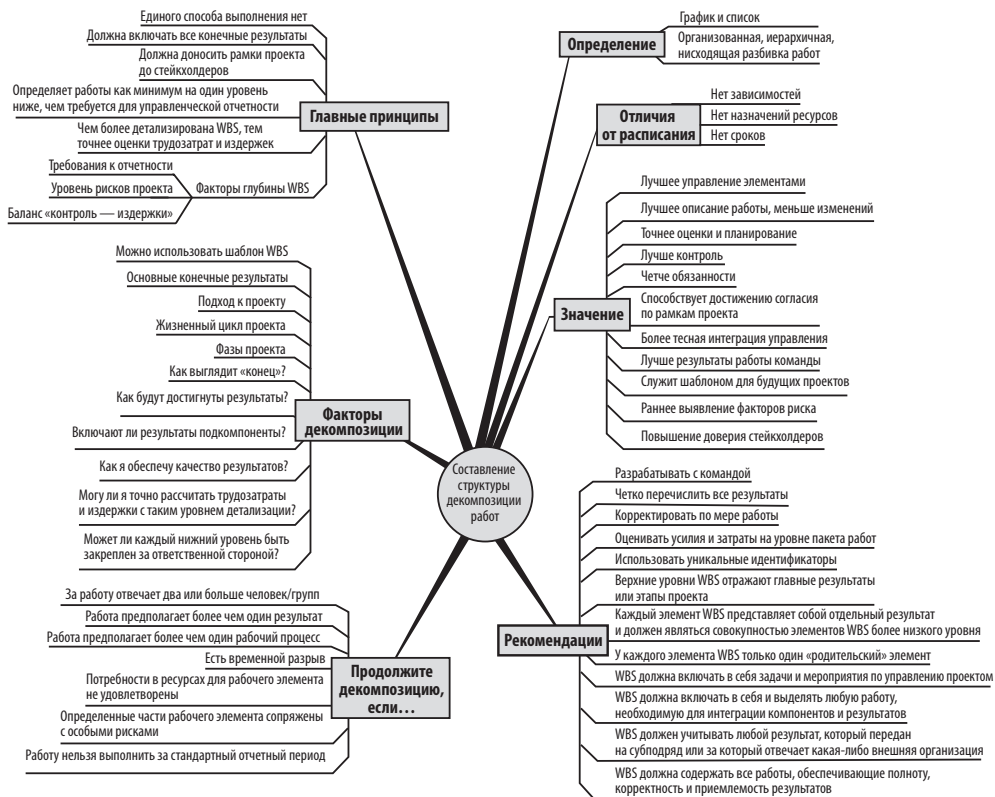 Единого способа выполнения нет
Должна включать все конечные результаты
Должна доносить рамки проекта
до стейкхолдеров
Определяет работы как минимум на один уровень
ниже, чем требуется для управленческой отчетности
Чем более детализирована WBS, тем
точнее оценки трудозатрат и издержек
Требования к отчетности
Уровень рисков проекта
Баланс «контроль — издержки»
Факторы глубины WBS
Главные принципы
График и список
Организованная, иерархичная,
нисходящая разбивка работ
Определение
Нет зависимостей
Нет назначений ресурсов
Нет сроков
Отличия
от расписания
Лучшее управление элементами
Лучшее описание работы, меньше изменений
Точнее оценки и планирование
Лучше контроль
Четче обязанности
Способствует достижению согласия
по рамкам проекта
Более тесная интеграция управления
Лучше результаты работы команды
Служит шаблоном для будущих проектов
Раннее выявление факторов риска
Повышение доверия стейкхолдеров
Значение
Можно использовать шаблон WBS
Основные конечные результаты
Подход к проекту
Жизненный цикл проекта
Фазы проекта
Как выглядит «конец»?
Как будут достигнуты результаты?
Включают ли результаты подкомпоненты?
Как я обеспечу качество результатов?
Могу ли я точно рассчитать трудозатраты
и издержки с таким уровнем детализации?
Может ли каждый нижний уровень быть
закреплен за ответственной стороной?
Факторы
декомпозиции
Составление
структуры
декомпозиции
работ
За работу отвечает два или больше человек/групп
Работа предполагает более чем один результат
Работа предполагает более чем один рабочий процесс
Есть временной разрыв
Потребности в ресурсах для рабочего элемента
не удовлетворены
Определенные части рабочего элемента сопряжены
с особыми рисками
Работу нельзя выполнить за стандартный отчетный период
Продолжите
декомпозицию,
если…
Разрабатывать с командой
Четко перечислить все результаты
Корректировать по мере работы
Оценивать усилия и затраты на уровне пакета работ
Использовать уникальные идентификаторы
Верхние уровни WBS отражают главные результаты
или этапы проекта
Каждый элемент WBS представляет собой отдельный результат
и должен являться совокупностью элементов WBS более низкого уровня
У каждого элемента WBS только один «родительский» элемент
WBS должна включать в себя задачи и мероприятия по управлению проектом
WBS должна включать в себя и выделять любую работу,
необходимую для интеграции компонентов и результатов
WBS должен учитывать любой результат, который передан
на субподряд или за который отвечает какая-либо внешняя организация
WBS должна содержать все работы, обеспечивающие полноту,
корректность и приемлемость результатов
Рекомендации